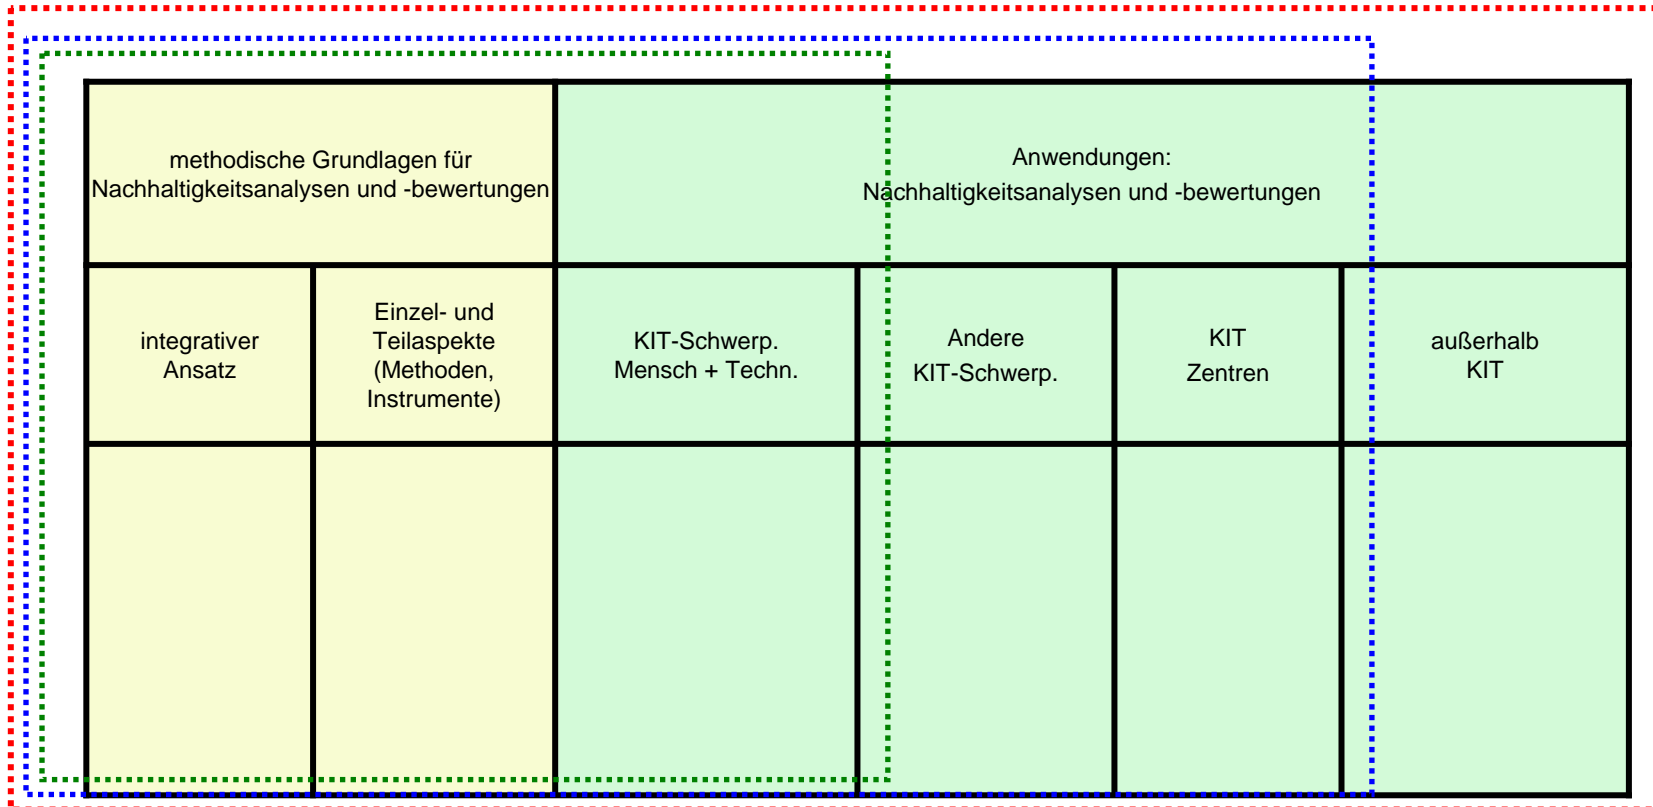 methodische Grundlagen für
Nachhaltigkeitsanalysen und -bewertungen
Anwendungen:
Nachhaltigkeitsanalysen und -bewertungen
integrativer
Ansatz
Einzel- und
Teilaspekte
(Methoden,
Instrumente)
KIT-Schwerp.
Mensch + Techn.
Andere
KIT-Schwerp.
KIT
Zentren
außerhalb
KIT